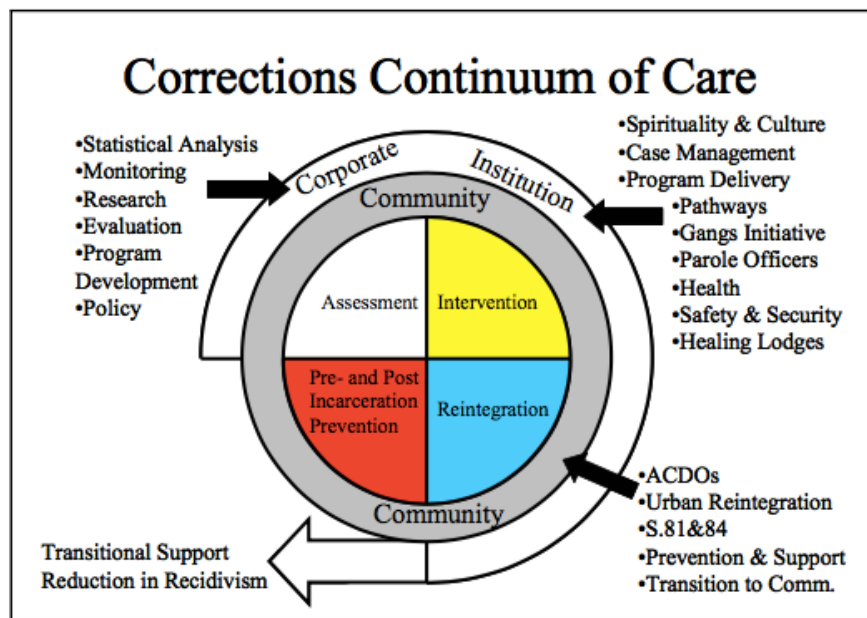 Corrections Continuum of Care
•Statistical Analysis
•Monitoring
•Research
•Evaluation
•Program
Development
•Policy
Corporate
Institution
•Spirituality & Culture
•Case Management
•Program Delivery
•Pathways
•Gangs Initiative
•Parole Officers
•Health
•Safety & Security
•Healing Lodges
Community
Assessment
Intervention
Pre- and Post
Incarceration
Prevention
Reintegration
Community
•ACDOs
•Urban Reintegration
•S.81&84
•Prevention & Support
•Transition to Comm.
Transitional Support
Reduction in Recidivism